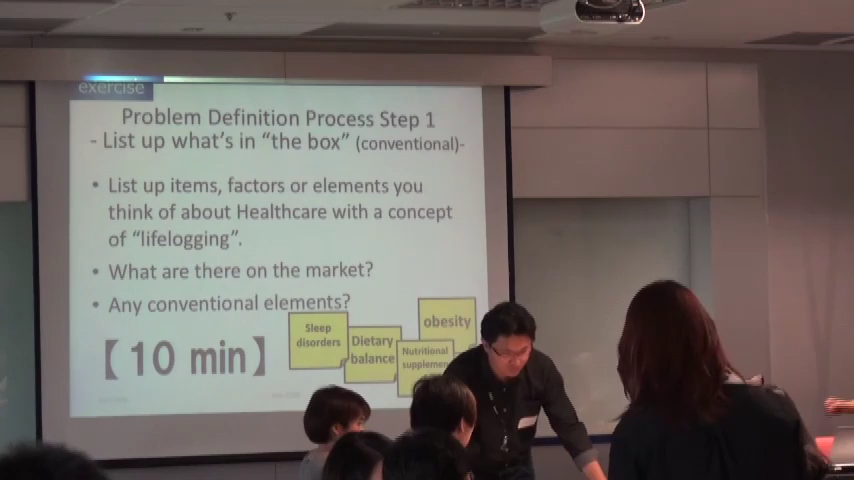 exercise
Problem Definition Process Step 1
- List up what's in "the box" (conventional)-
• List up items, factors or elements you
think of about Healthcare with a concept
of "lifelogging".
• What are there on the market?
• Any conventional elements?
【10 min】
Sleep
disorders
Dietary
balance
Nutritional
obesity